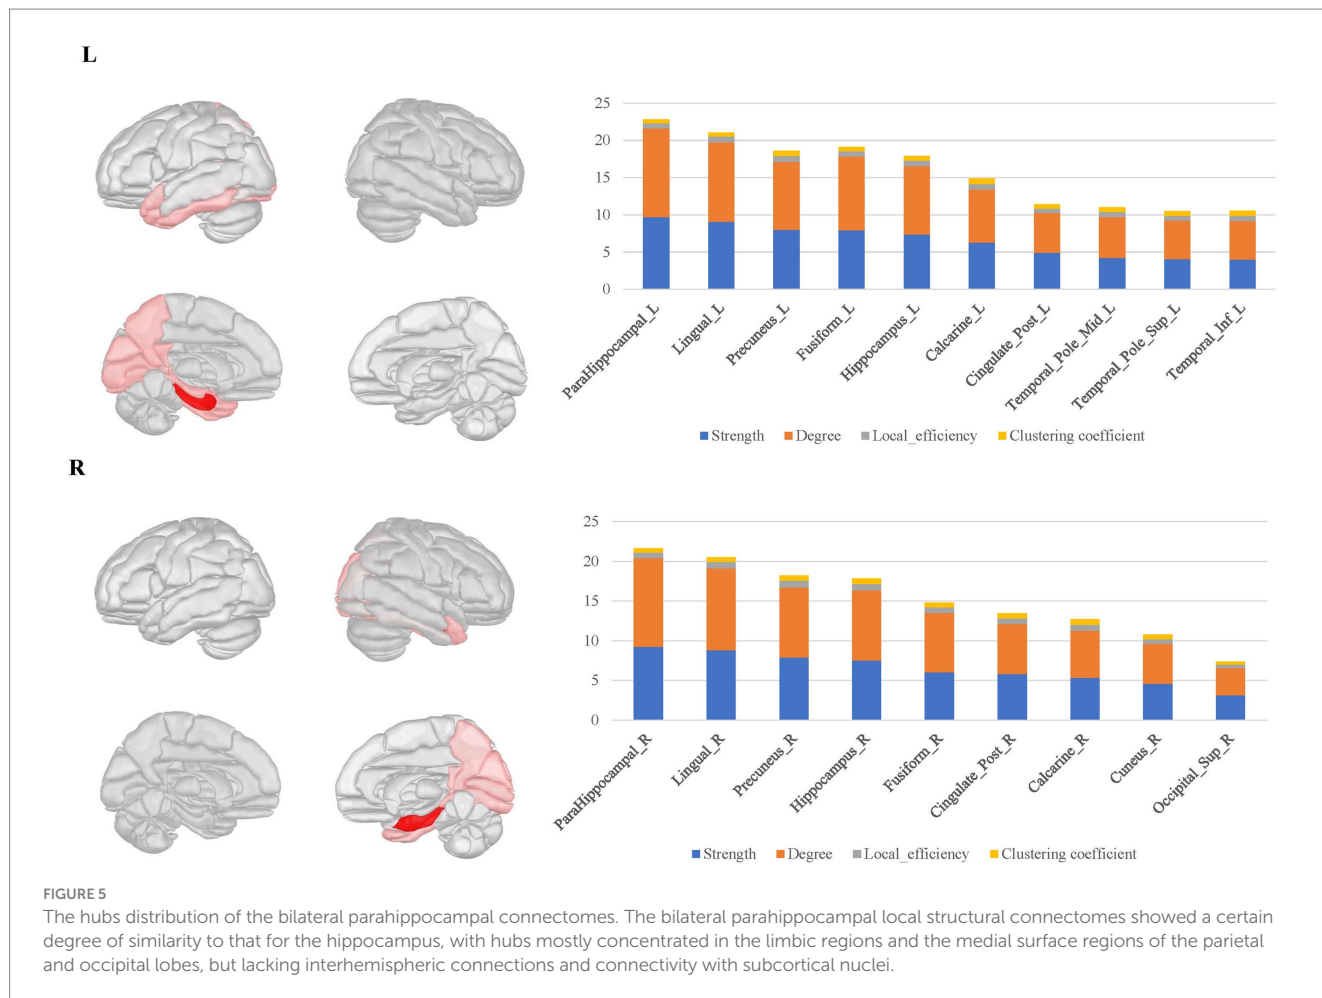 L
25
20
15
10
5
0
ParaHippocampal_L
Lingual_L
Precuneus_L
Fusiform_L
Hippocampus_L
Calcarine_L
Cingulate_Post_L
Temporal_Pole_Mid_L
Temporal_Pole_Sup_L
Temporal_Inf_L
Strength Degree Local_efficiency Clustering coefficient
R
25
20
15
10
5
0
ParaHippocampal_R
Lingual_R
Precuneus_R
Hippocampus_R
Fusiform_R
Cingulate_Post_R
Calcarine_R
Cuneus_R
Occipital_Sup_R
Strength Degree Local_efficiency Clustering coefficient
FIGURE 5
The hubs distribution of the bilateral parahippocampal connectomes. The bilateral parahippocampal local structural connectomes showed a certain
degree of similarity to that for the hippocampus, with hubs mostly concentrated in the limbic regions and the medial surface regions of the parietal
and occipital lobes, but lacking interhemispheric connections and connectivity with subcortical nuclei.